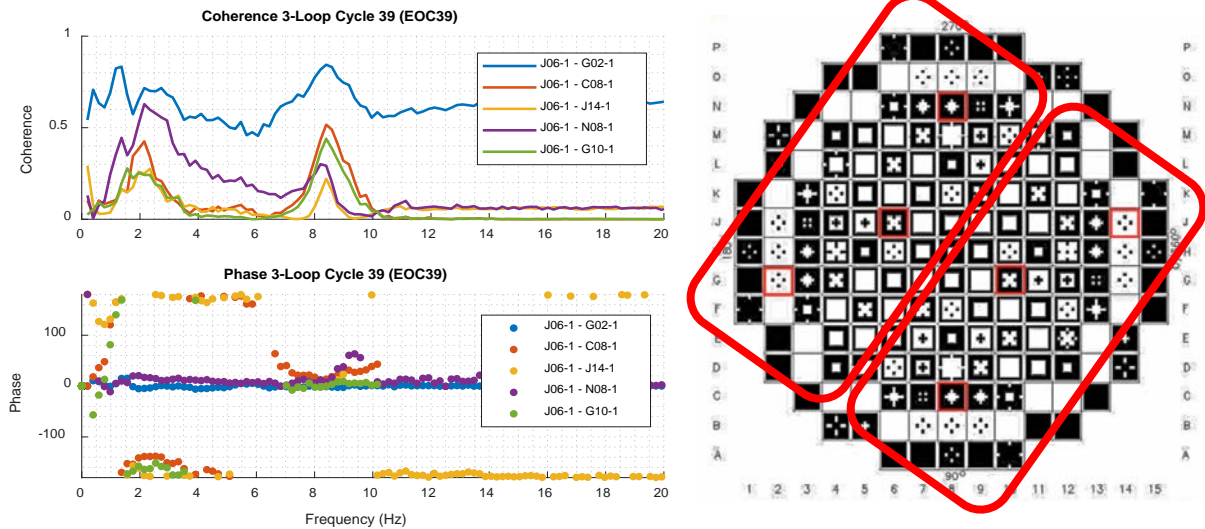 Coherence 3-Loop Cycle 39 (EOC39)
1
0.5
0
Coherence
J06-1 - G02-1
J06-1 - C08-1
J06-1 - J14-1
J06-1 - N08-1
J06-1 - G10-1
0 2 4 6 8 10 12 14 16 18 20
Phase 3-Loop Cycle 39 (EOC39)
100
0
-100
Phase
J06-1 - G02-1
J06-1 - C08-1
J06-1 - J14-1
J06-1 - N08-1
J06-1 - G10-1
0 2 4 6 8 10 12 14 16 18 20
Frequency (Hz)
270º
P P
O O
N N
M M
L L
K K
J J
H
G G
F F
E E
D D
C C
B B
A A
90º
1 2 3 4 5 6 7 8 9 10 11 12 13 14 15